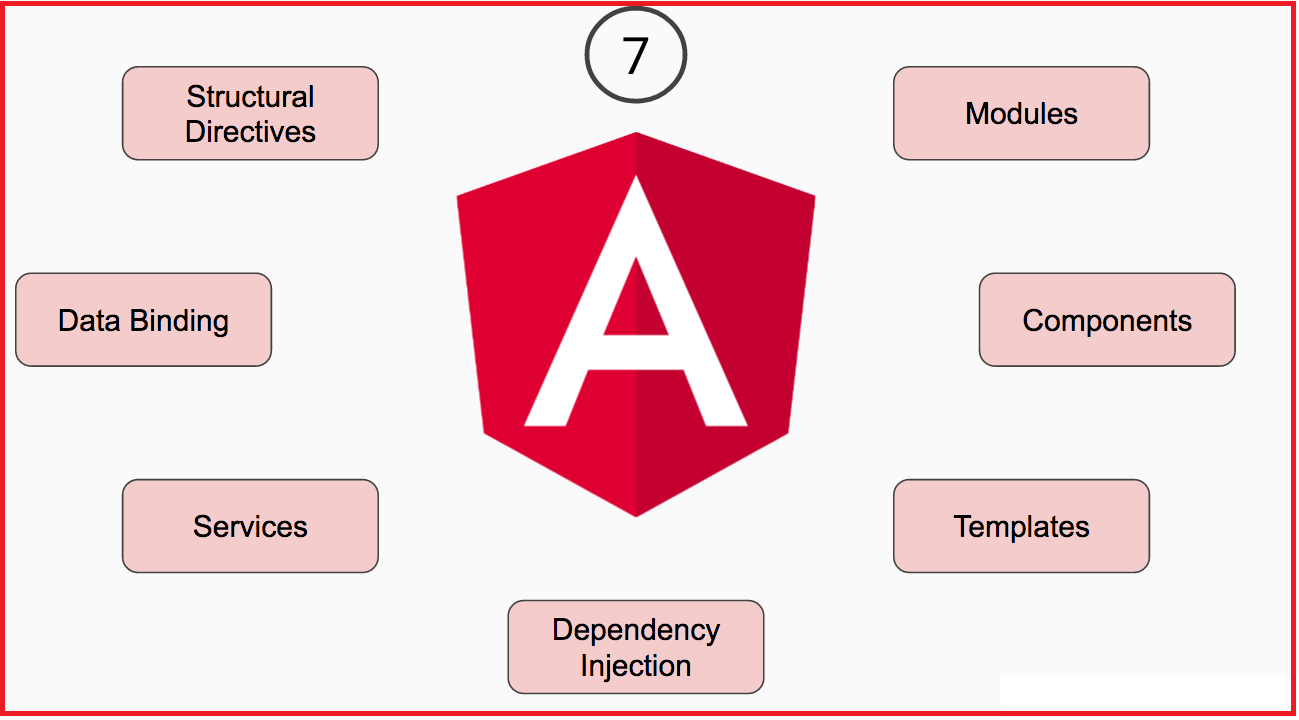 7
Structural
Directives
Modules
Data Binding
Components
Services
Templates
Dependency
Injection